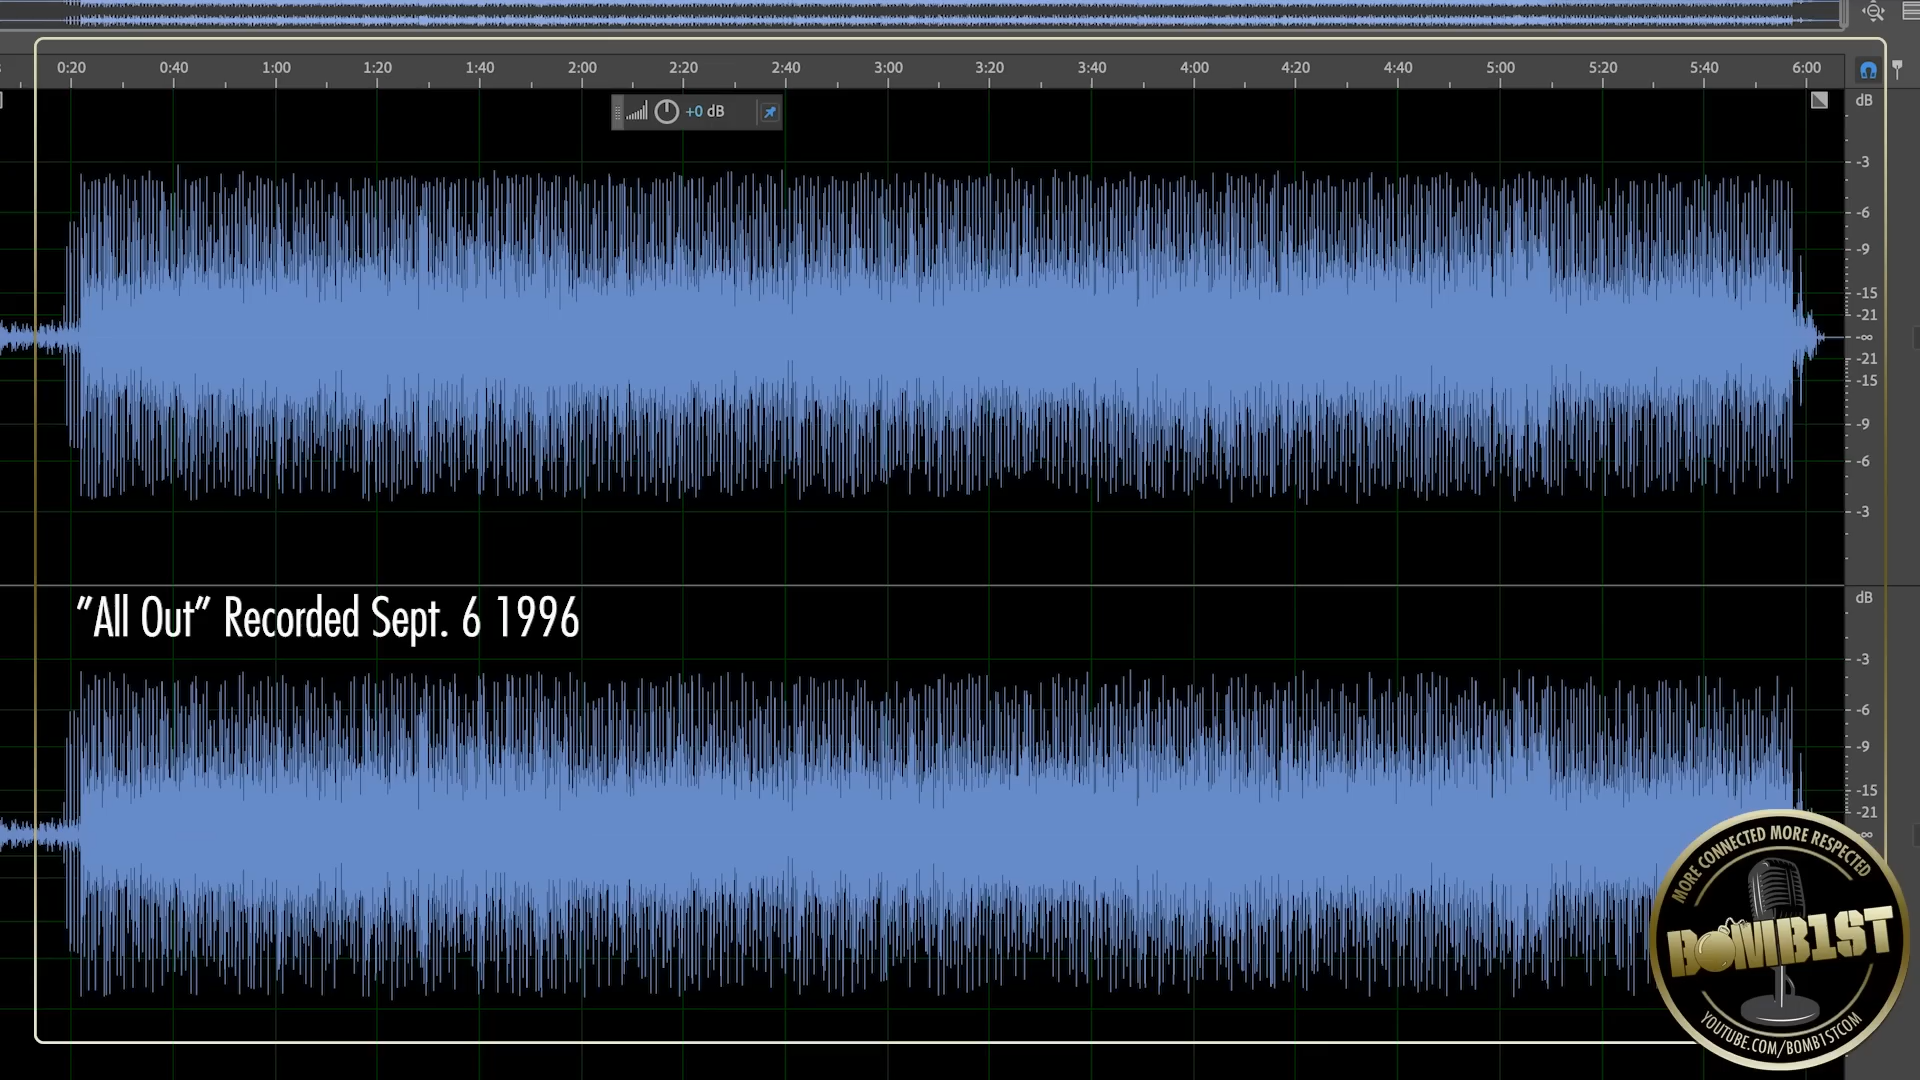 0:20 0:40 1:00 1:20 1:40 2:00 2:20 2:40 3:00 3:20 3:40 4:00 4:20 4:40 5:00 5:20 5:40 6:00
+0 dB
dB
-3
-6
-9
-15
-21
-∞
-21
-15
-9
-6
-3
"All Out" Recorded Sept. 6 1996
dB
-3
-6
-9
-15
-21
∞
MORE CONNECTED MORE RESPECTED
BOMB1ST
YOUTUBE.COM/BOMB1STCOM